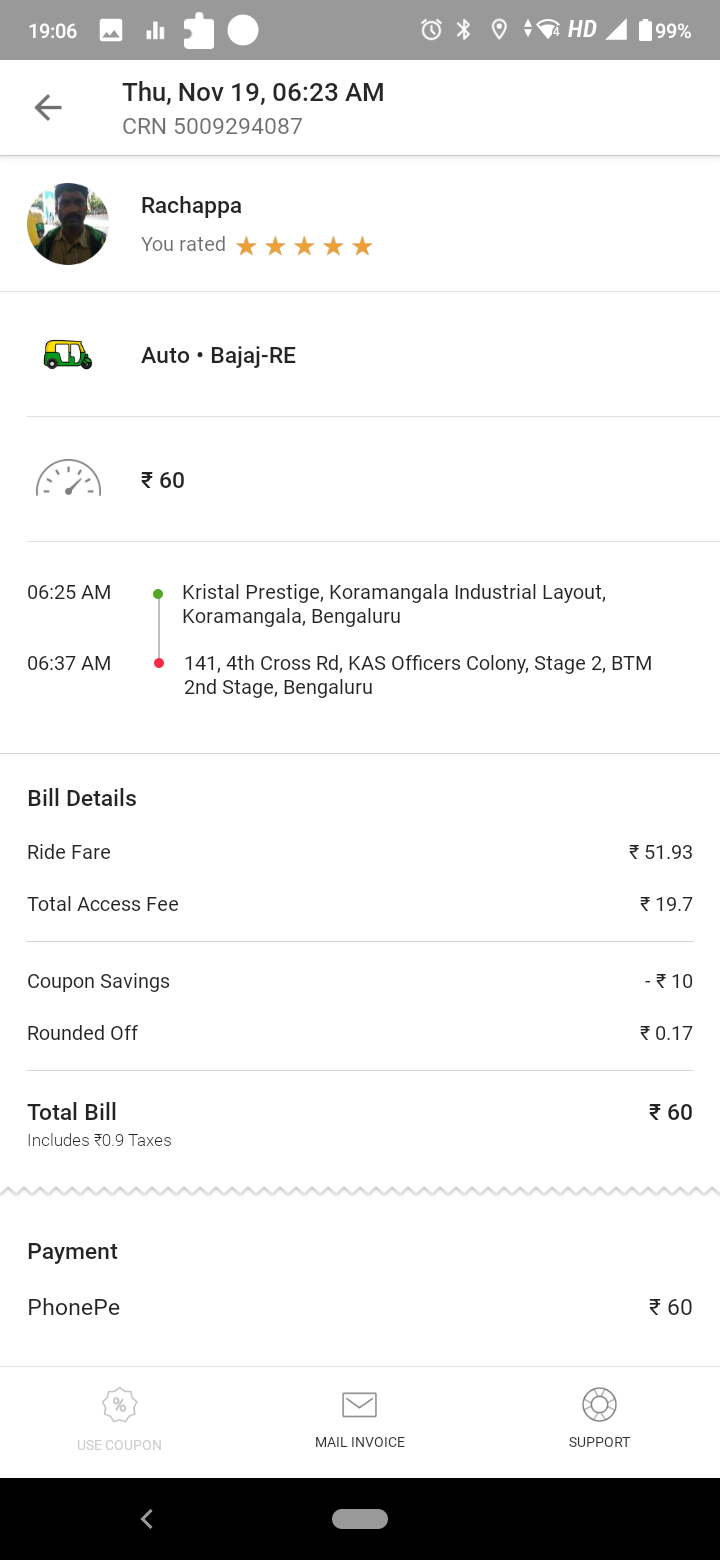 19:06 4 HD 99%
Thu, Nov 19, 06:23 AM
CRN 5009294087
Rachappa
You rated
Auto • Bajaj-RE
₹ 60
06:25 AM Kristal Prestige, Koramangala Industrial Layout,
Koramangala, Bengaluru
06:37 AM 141, 4th Cross Rd, KAS Officers Colony, Stage 2, BTM
2nd Stage, Bengaluru
Bill Details
Ride Fare ₹ 51.93
Total Access Fee ₹ 19.7
Coupon Savings - ₹ 10
Rounded Off ₹ 0.17
Total Bill ₹ 60
Includes ₹0.9 Taxes
Payment
PhonePe ₹ 60
%
USE COUPON MAIL INVOICE SUPPORT